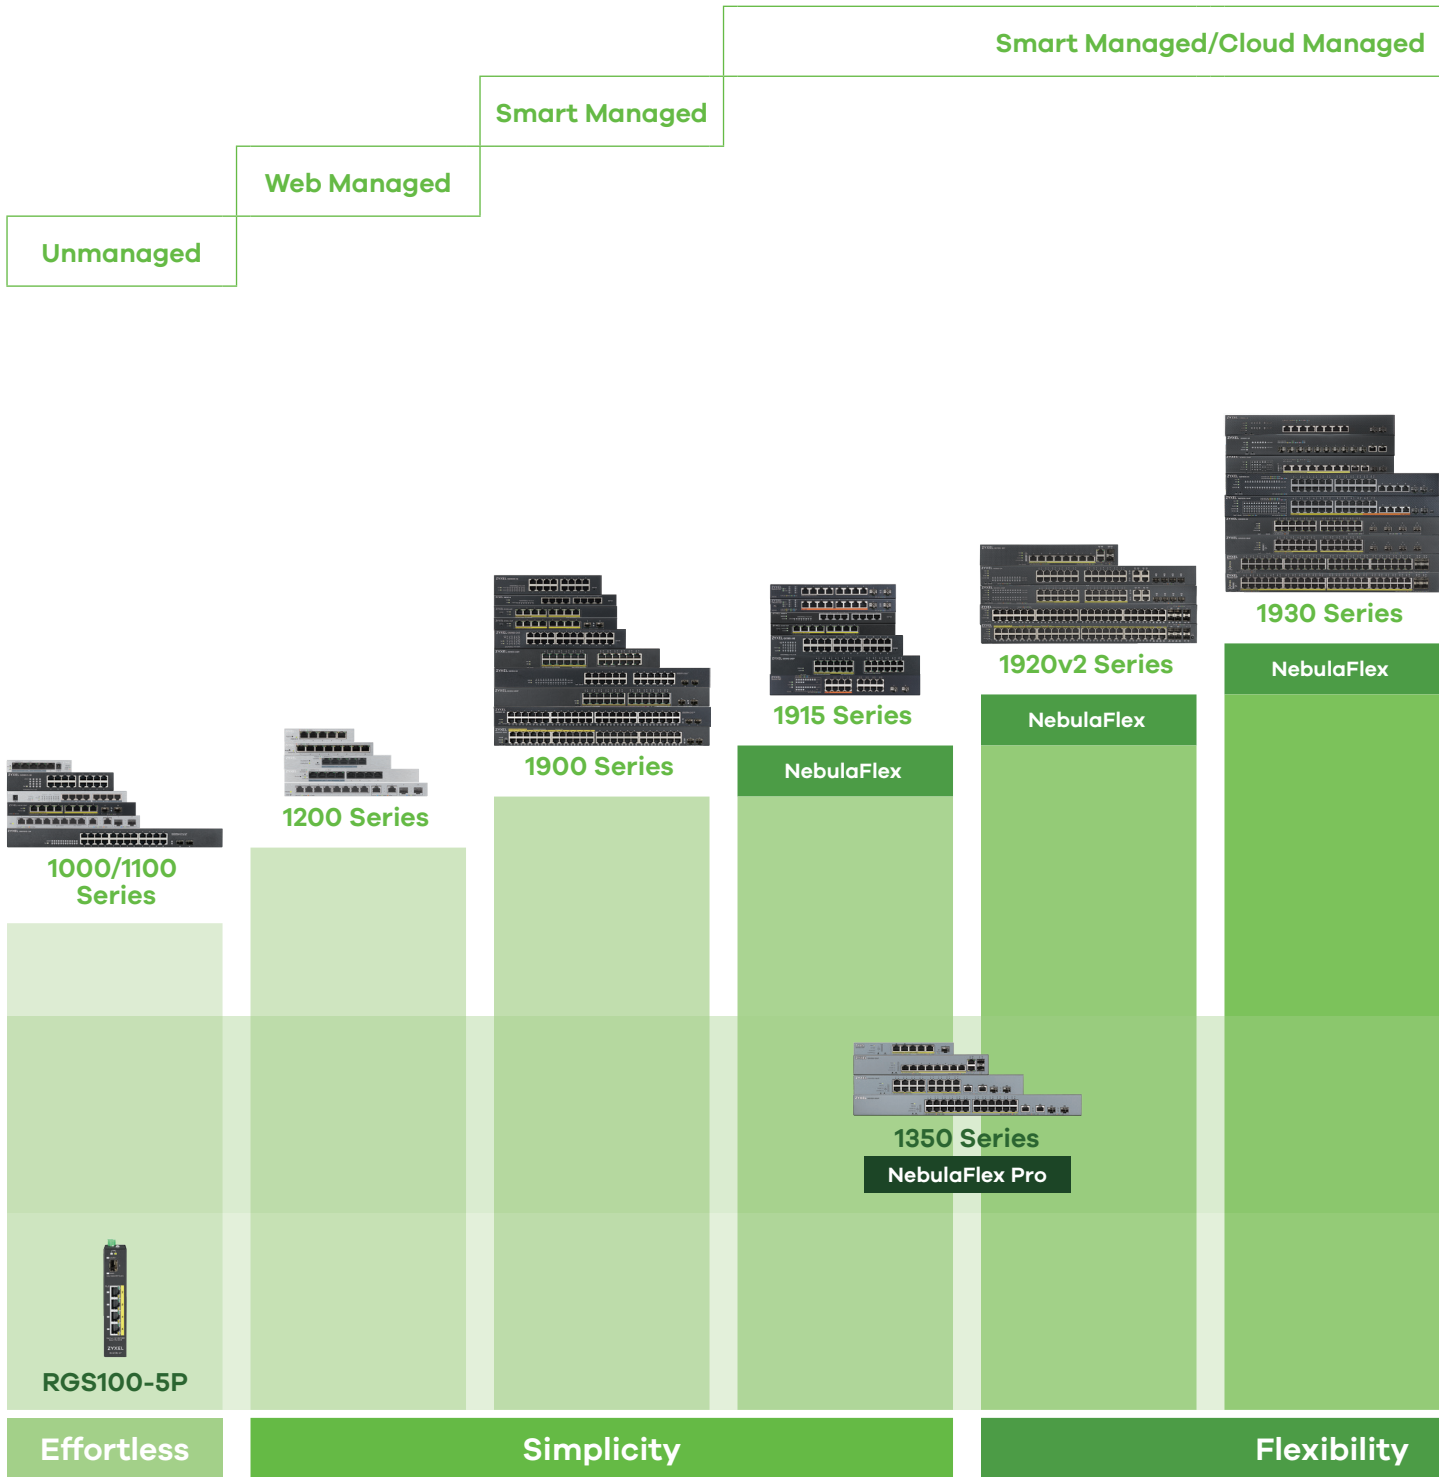 Smart Managed/Cloud Managed
Smart Managed
Web Managed
Unmanaged
1930 Series
NebulaFlex
1920v2 Series
NebulaFlex
1915 Series
NebulaFlex
1900 Series
1200 Series
1000/1100
Series
1350 Series
NebulaFlex Pro
ZYXEL
RGS100-5P
Effortless
Simplicity
Flexibility